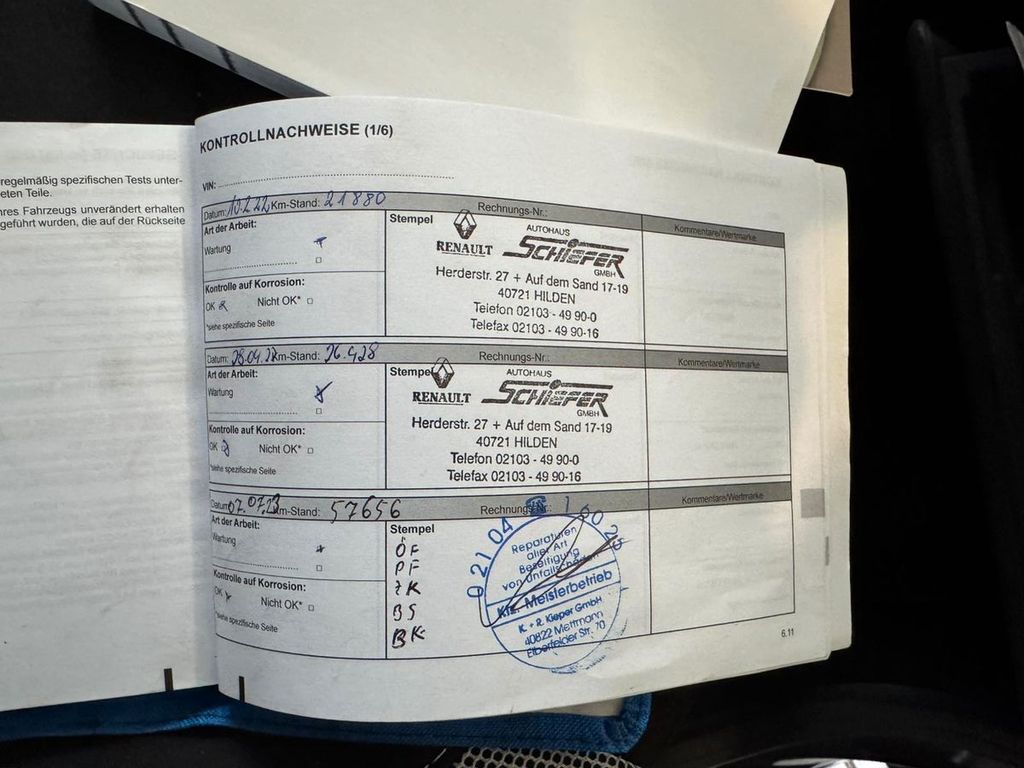 regelmäßig spezifischen Tests unter-
eten Teile.
nres Fahrzeugs unverändert erhalten
geführt wurden, die auf der Rückseite
KONTROLLNACHWEISE (1/6)
VIN:
Datum: 10.2.22 Km-Stand: 21880 Rechnungs-Nr.: Kommentare/Wertmarke
Art der Arbeit:
Wartung
Kontrolle auf Korrosion:
OK Nicht OK*
*siehe spezifische Seite
Stempel
RENAULT
AUTOHAUS
SCHIEFER
GMBH
Herderstr. 27 + Auf dem Sand 17-19
40721 HILDEN
Telefon 02103 - 49 90-0
Telefax 02103 - 49 90-16
Datum: 28.04.22 Km-Stand: 26.428 Rechnungs-Nr.: Kommentare/Wertmarke
Art der Arbeit:
Wartung
Kontrolle auf Korrosion:
OK Nicht OK*
*siehe spezifische Seite
Stempel
RENAULT
AUTOHAUS
SCHIEFER
GMBH
Herderstr. 27 + Auf dem Sand 17-19
40721 HILDEN
Telefon 02103 - 49 90-0
Telefax 02103 - 49 90-16
Datum: 07.07.23 Km-Stand: 57656 Rechnungs-Nr.: Kommentare/Wertmarke
Art der Arbeit:
Wartung
Kontrolle auf Korrosion:
OK Nicht OK*
*siehe spezifische Seite
Stempel
ÖF
PF
ZK
BS
BK
0 21 04
Reparaturen
aller Art
Beseitigung
von Unfallschäden
Kfz. Meisterbetrieb
K. + R. Kieper GmbH
40822 Mettmann
Elberfelder Str. 70
6.11